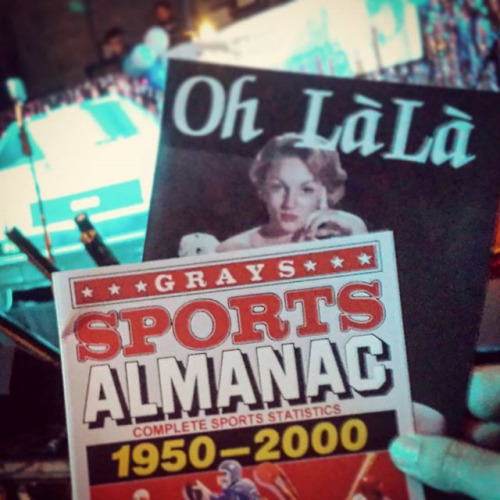 Oh LàLà
GRAYS
SPORTS
ALMANAC
COMPLETE SPORTS STATISTICS
1950-2000